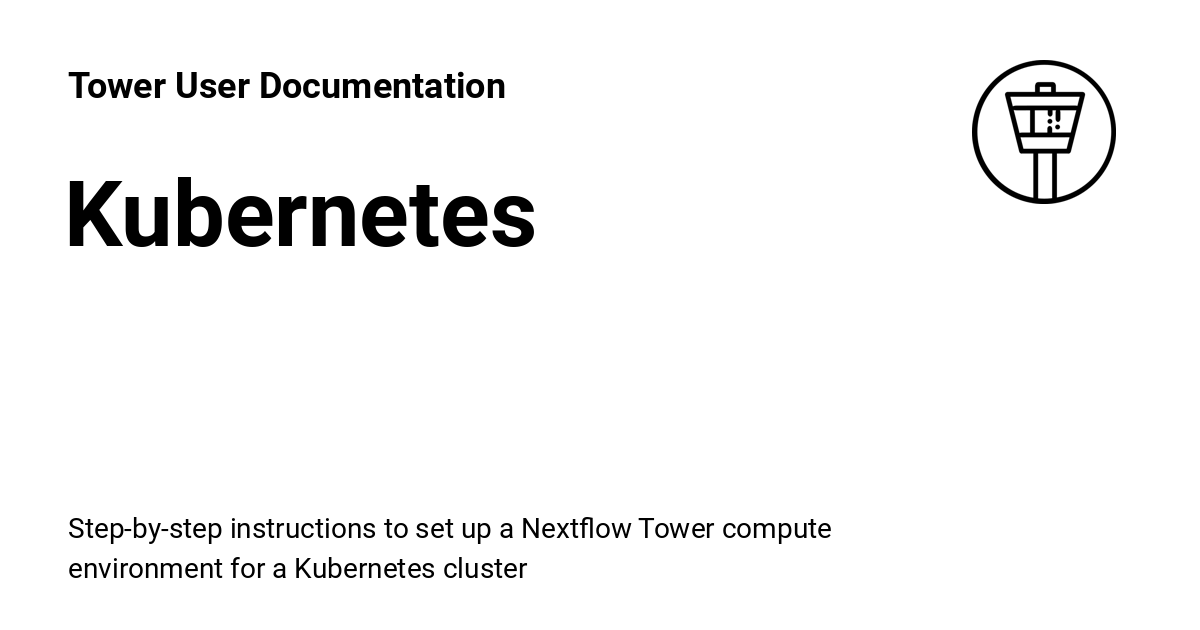 Tower User Documentation
Kubernetes
Step-by-step instructions to set up a Nextflow Tower compute
environment for a Kubernetes cluster